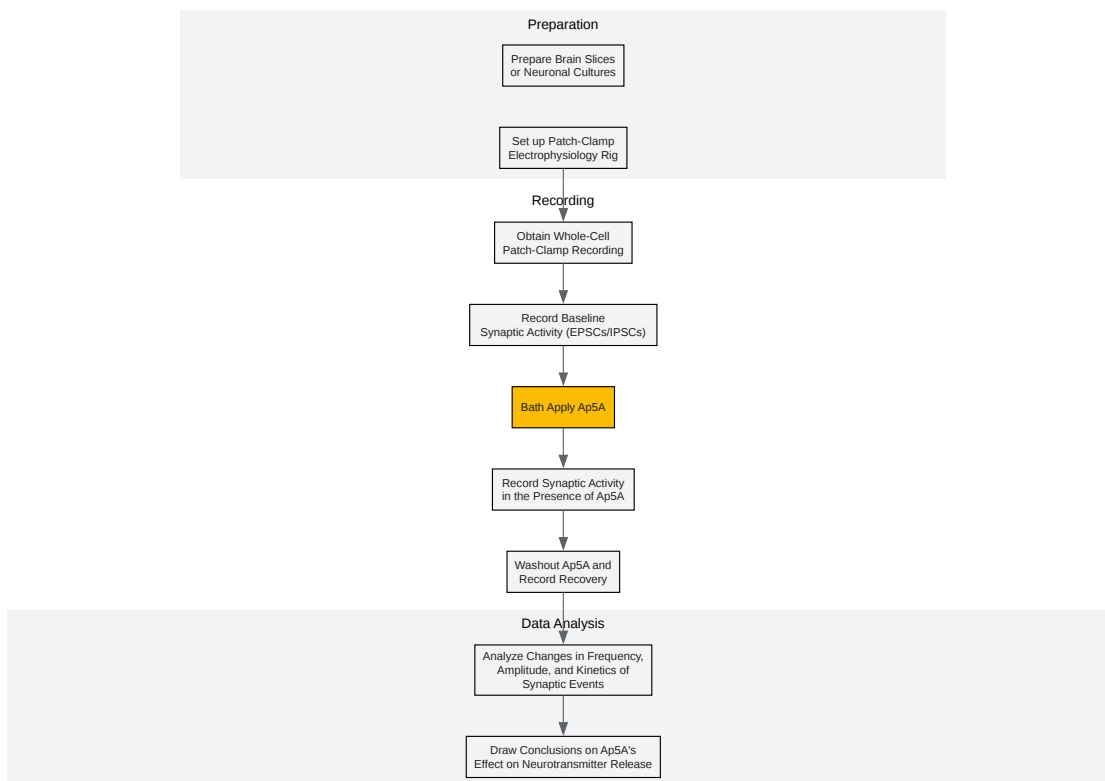 Preparation
Prepare Brain Slices
or Neuronal Cultures
Set up Patch-Clamp
Electrophysiology Rig
Recording
Obtain Whole-Cell
Patch-Clamp Recording
Record Baseline
Synaptic Activity (EPSCs/IPSCs)
Bath Apply Ap5A
Record Synaptic Activity
in the Presence of Ap5A
Washout Ap5A and
Record Recovery
Data Analysis
Analyze Changes in Frequency,
Amplitude, and Kinetics of
Synaptic Events
Draw Conclusions on Ap5A's
Effect on Neurotransmitter Release